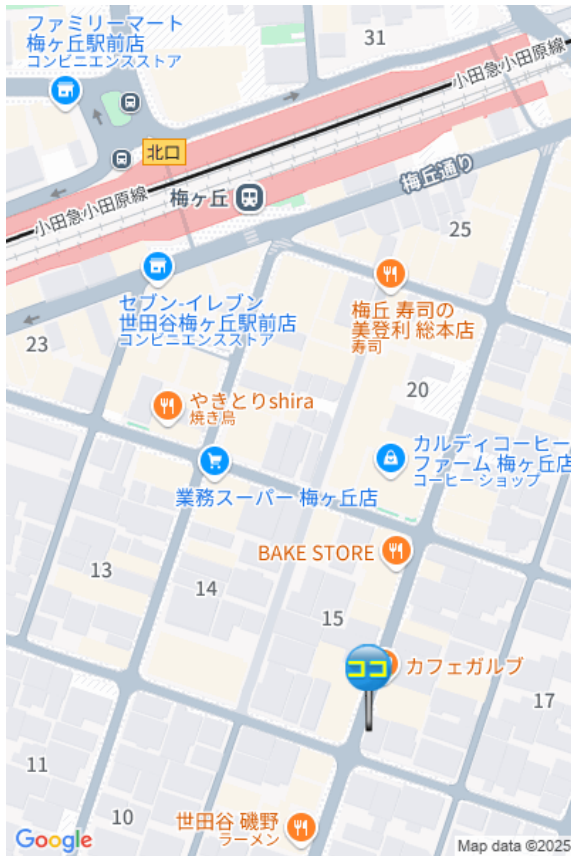 ファミリーマート
梅ヶ丘駅前店
コンビニエンスストア
31
小田急小田原線
北口
小田急小田原線
梅ヶ丘
梅丘通り
25
セブン-イレブン
世田谷梅ヶ丘駅前店
コンビニエンスストア
梅丘 寿司の
美登利 総本店
寿司
23
20
やきとりshira
焼き鳥
カルディコーヒー
ファーム 梅ヶ丘店
コーヒー ショップ
業務スーパー 梅ヶ丘店
BAKE STORE
13
14
15
ココ
カフェガルブ
17
11
10
世田谷 磯野
ラーメン
Google
Map data ©2025